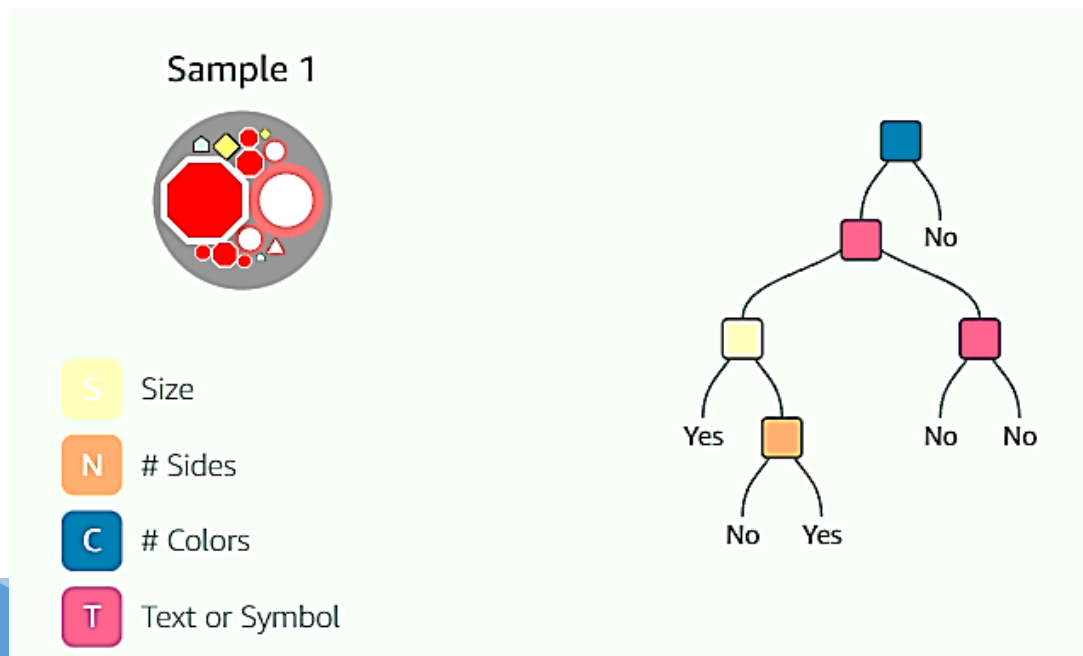 Sample 1
No
Yes
No No
No Yes
S Size
N # Sides
C # Colors
T Text or Symbol